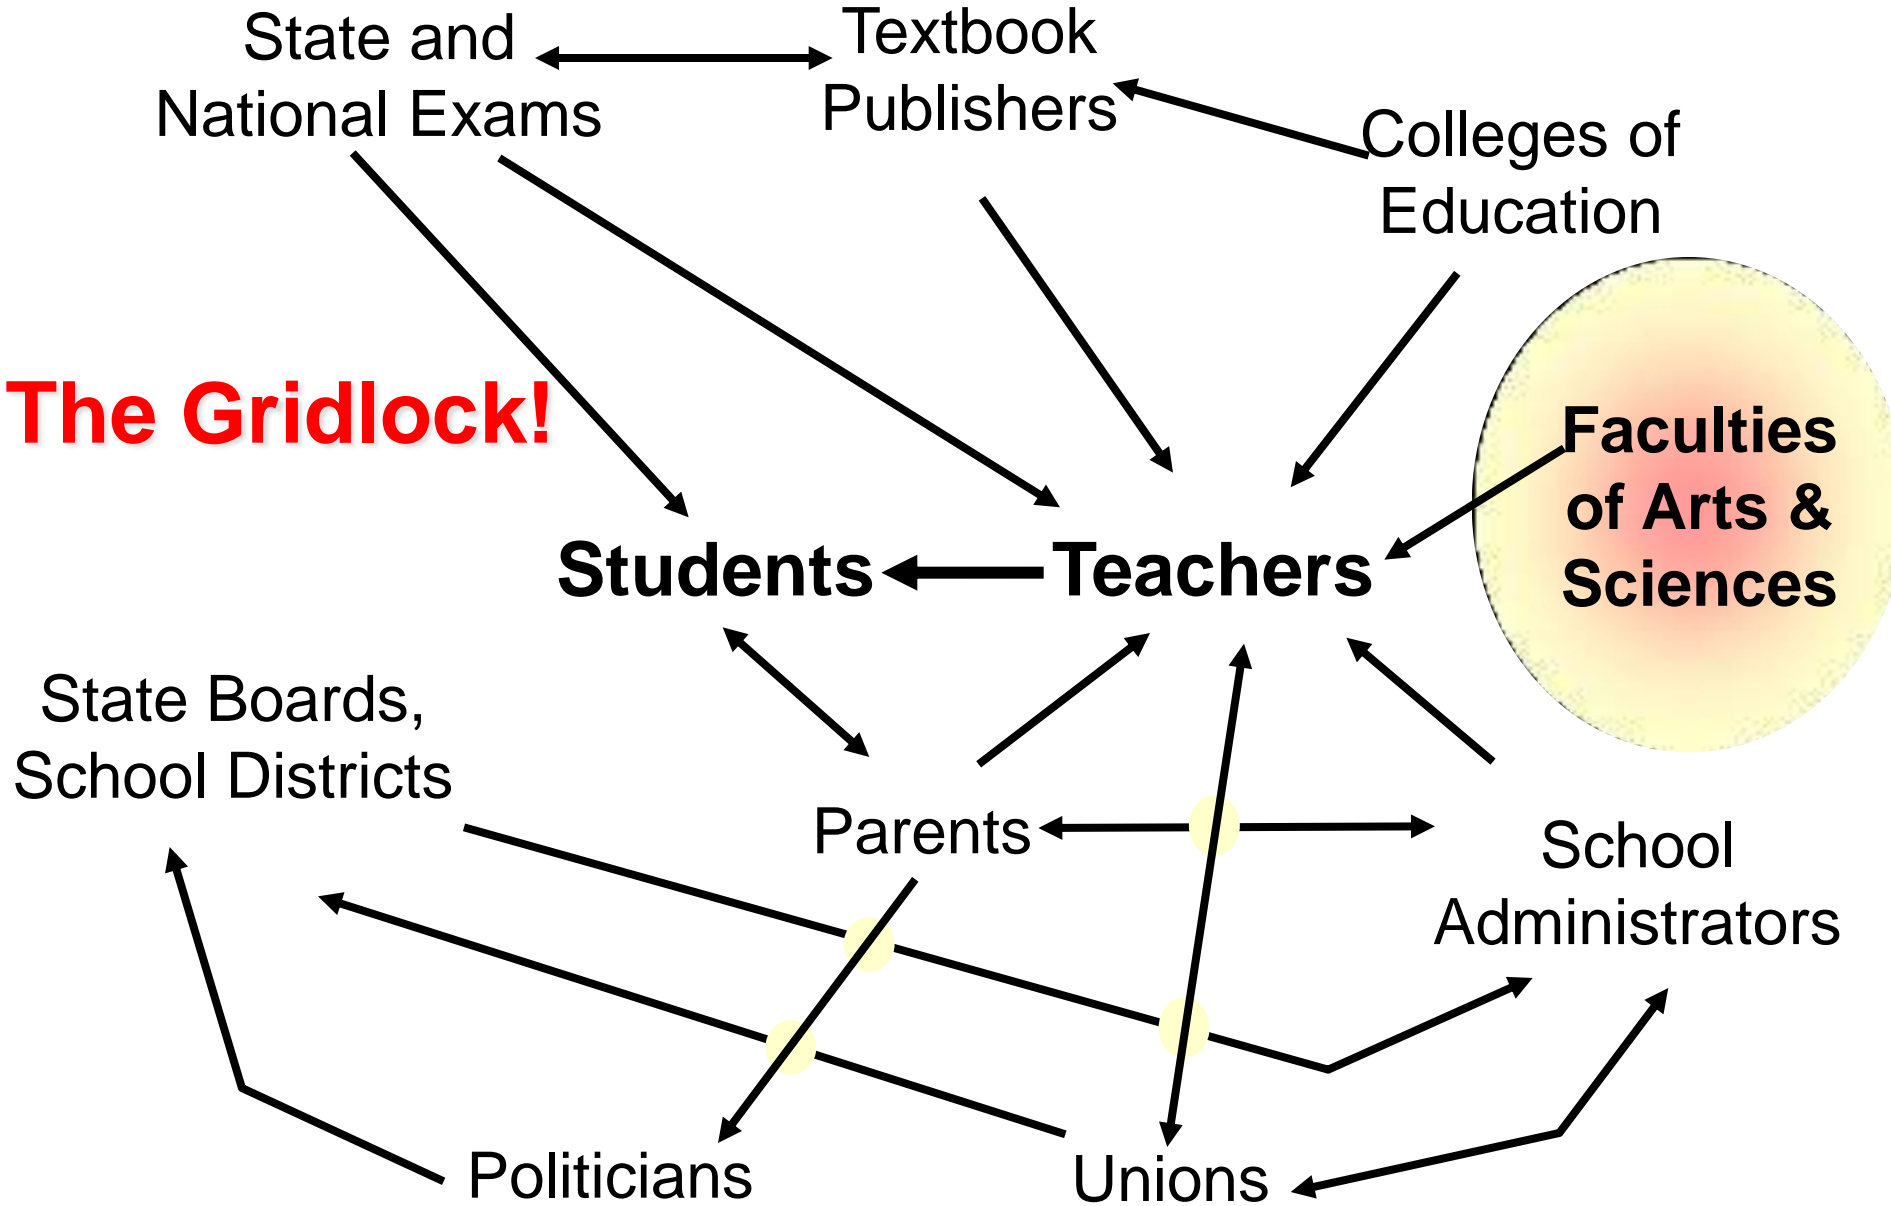 State and
National Exams
Textbook
Publishers
Colleges of
Education
The Gridlock!
Faculties
of Arts &
Sciences
Students
Teachers
State Boards,
School Districts
Parents
School
Administrators
Politicians
Unions